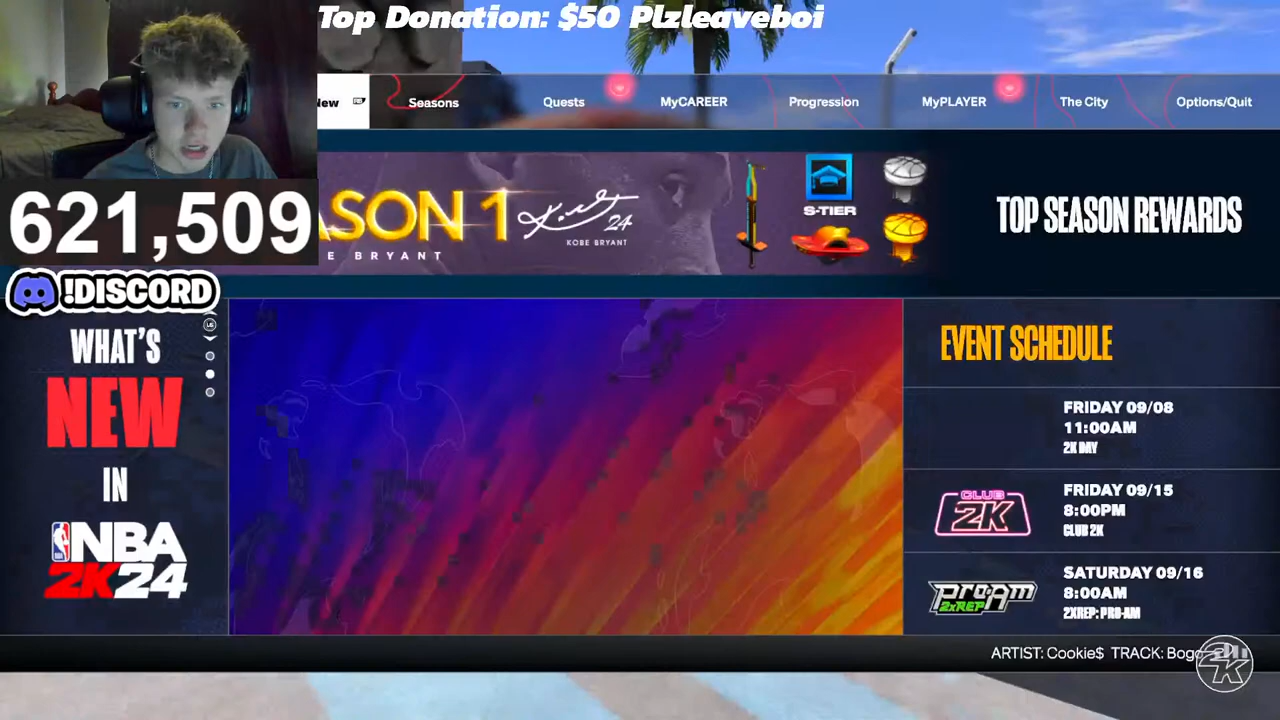 Top Donation: $50 Plzleaveboi
Seasons
Quests
MyCAREER
Progression
MyPLAYER
The City
Options/Quit
621,509
SEASON 1
24
KOBE BRYANT
E BRYANT
S-TIER
TOP SEASON REWARDS
!DISCORD
WHAT'S
NEW
IN
NBA
2K24
EVENT SCHEDULE
FRIDAY 09/08
11:00AM
2K DAY
CLUB
2K
FRIDAY 09/15
8:00PM
CLUB 2K
PRO-AM
2XREP
SATURDAY 09/16
8:00AM
2XREP: PRO-AM
ARTIST: Cookie$ TRACK: Bogo
2K